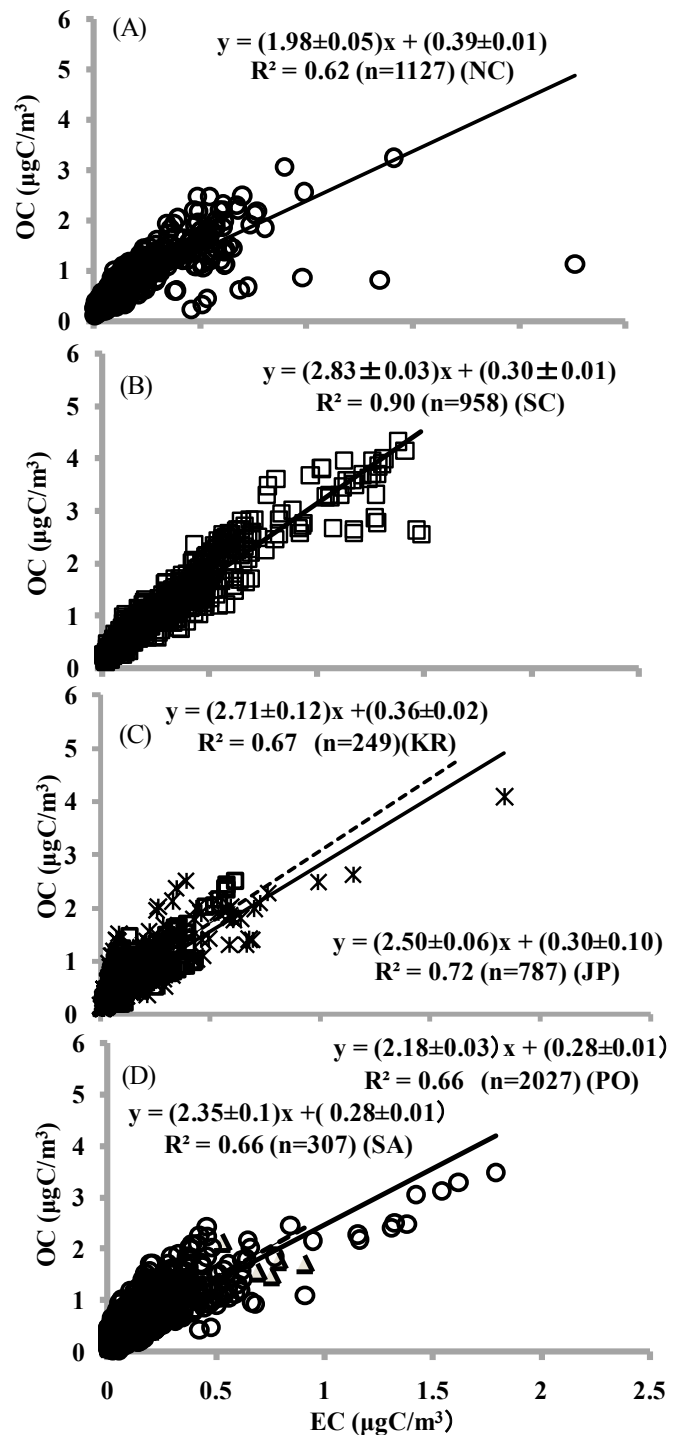 (A)
y = (1.98±0.05)x + (0.39±0.01)
R² = 0.62 (n=1127) (NC)
6
5
4
3
2
1
0
OC (µgC/m³)
(B)
y = (2.83±0.03)x + (0.30±0.01)
R² = 0.90 (n=958) (SC)
6
5
4
3
2
1
0
OC (µgC/m³)
(C)
y = (2.71±0.12)x +(0.36±0.02)
R² = 0.67 (n=249)(KR)
y = (2.50±0.06)x + (0.30±0.10)
R² = 0.72 (n=787) (JP)
6
5
4
3
2
1
0
OC (µgC/m³)
(D)
y = (2.18±0.03)x + (0.28±0.01)
R² = 0.66 (n=2027) (PO)
y = (2.35±0.1)x +( 0.28±0.01)
R² = 0.66 (n=307) (SA)
6
5
4
3
2
1
0
OC (µgC/m³)
0 0.5 1 1.5 2 2.5
EC (µgC/m³)